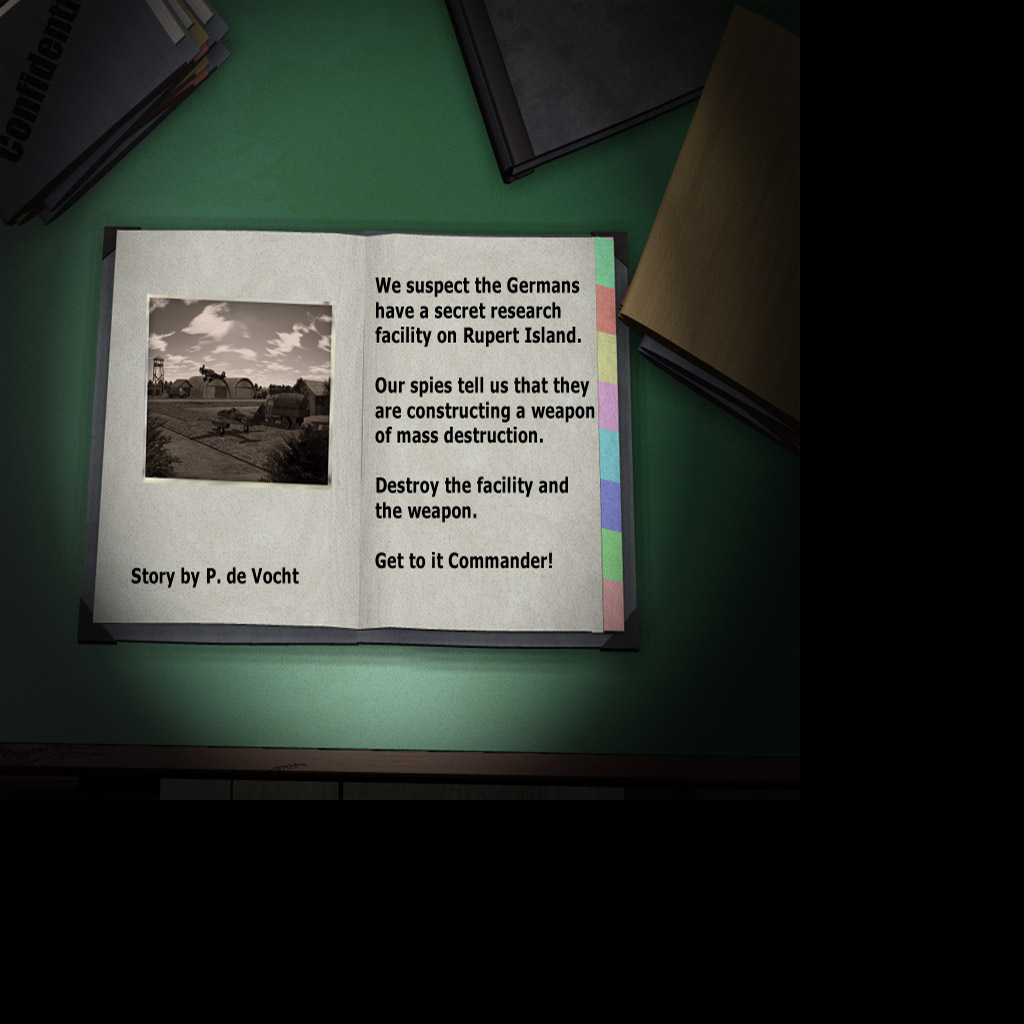 Confidenti
We suspect the Germans
have a secret research
facility on Rupert Island.
Our spies tell us that they
are constructing a weapon
of mass destruction.
Destroy the facility and
the weapon.
Get to it Commander!
Story by P. de Vocht